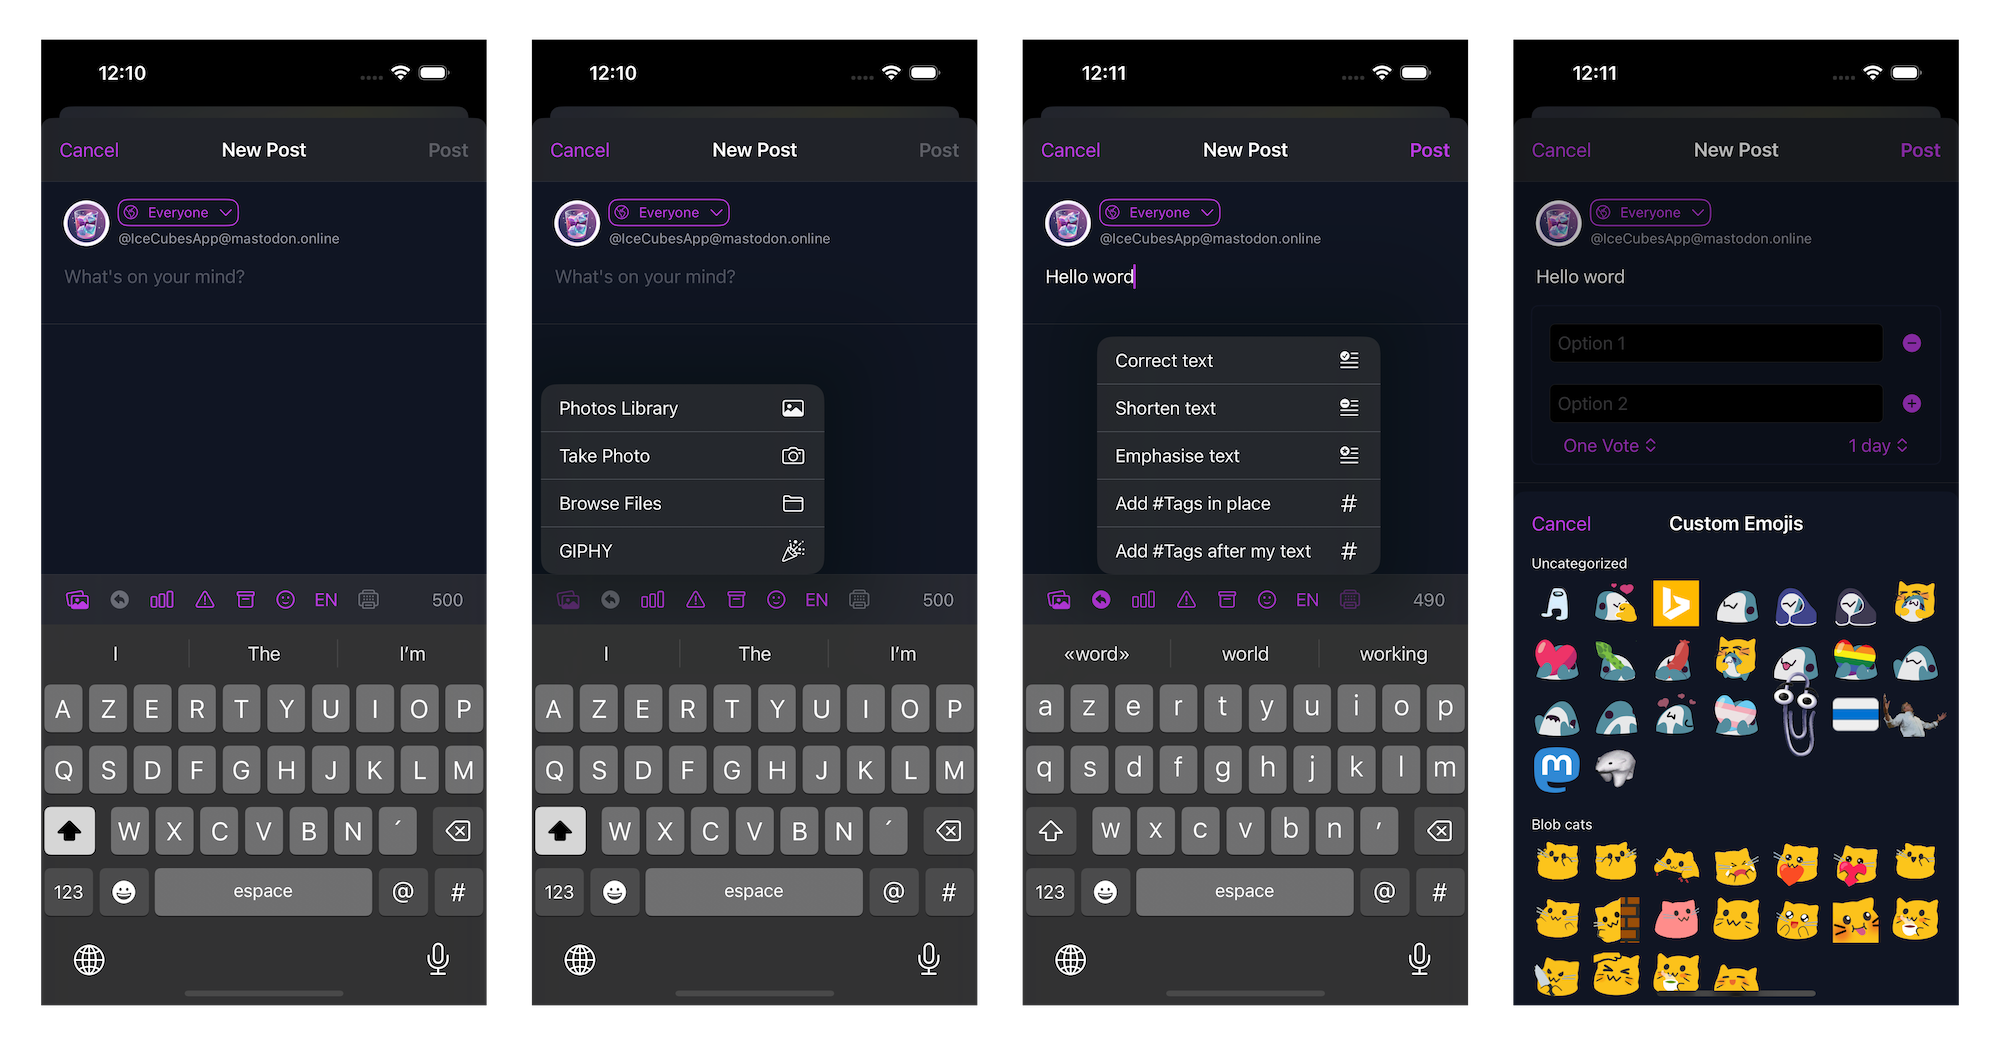 12:10
Cancel New Post Post
Everyone
@IceCubesApp@mastodon.online
What's on your mind?
EN 500
I The I'm
A Z E R T Y U I O P
Q S D F G H J K L M
W X C V B N ´
123 espace @ #
12:10
Cancel New Post Post
Everyone
@IceCubesApp@mastodon.online
What's on your mind?
Photos Library
Take Photo
Browse Files
GIPHY
EN 500
I The I'm
A Z E R T Y U I O P
Q S D F G H J K L M
W X C V B N ´
123 espace @ #
12:11
Cancel New Post Post
Everyone
@IceCubesApp@mastodon.online
Hello word
Correct text
Shorten text
Emphasise text
Add #Tags in place #
Add #Tags after my text #
EN 490
«word» world working
a z e r t y u i o p
q s d f g h j k l m
w x c v b n ′
123 espace @ #
12:11
Cancel New Post Post
Everyone
@IceCubesApp@mastodon.online
Hello word
Option 1
Option 2
One Vote 1 day
Cancel Custom Emojis
Uncategorized
Blob cats